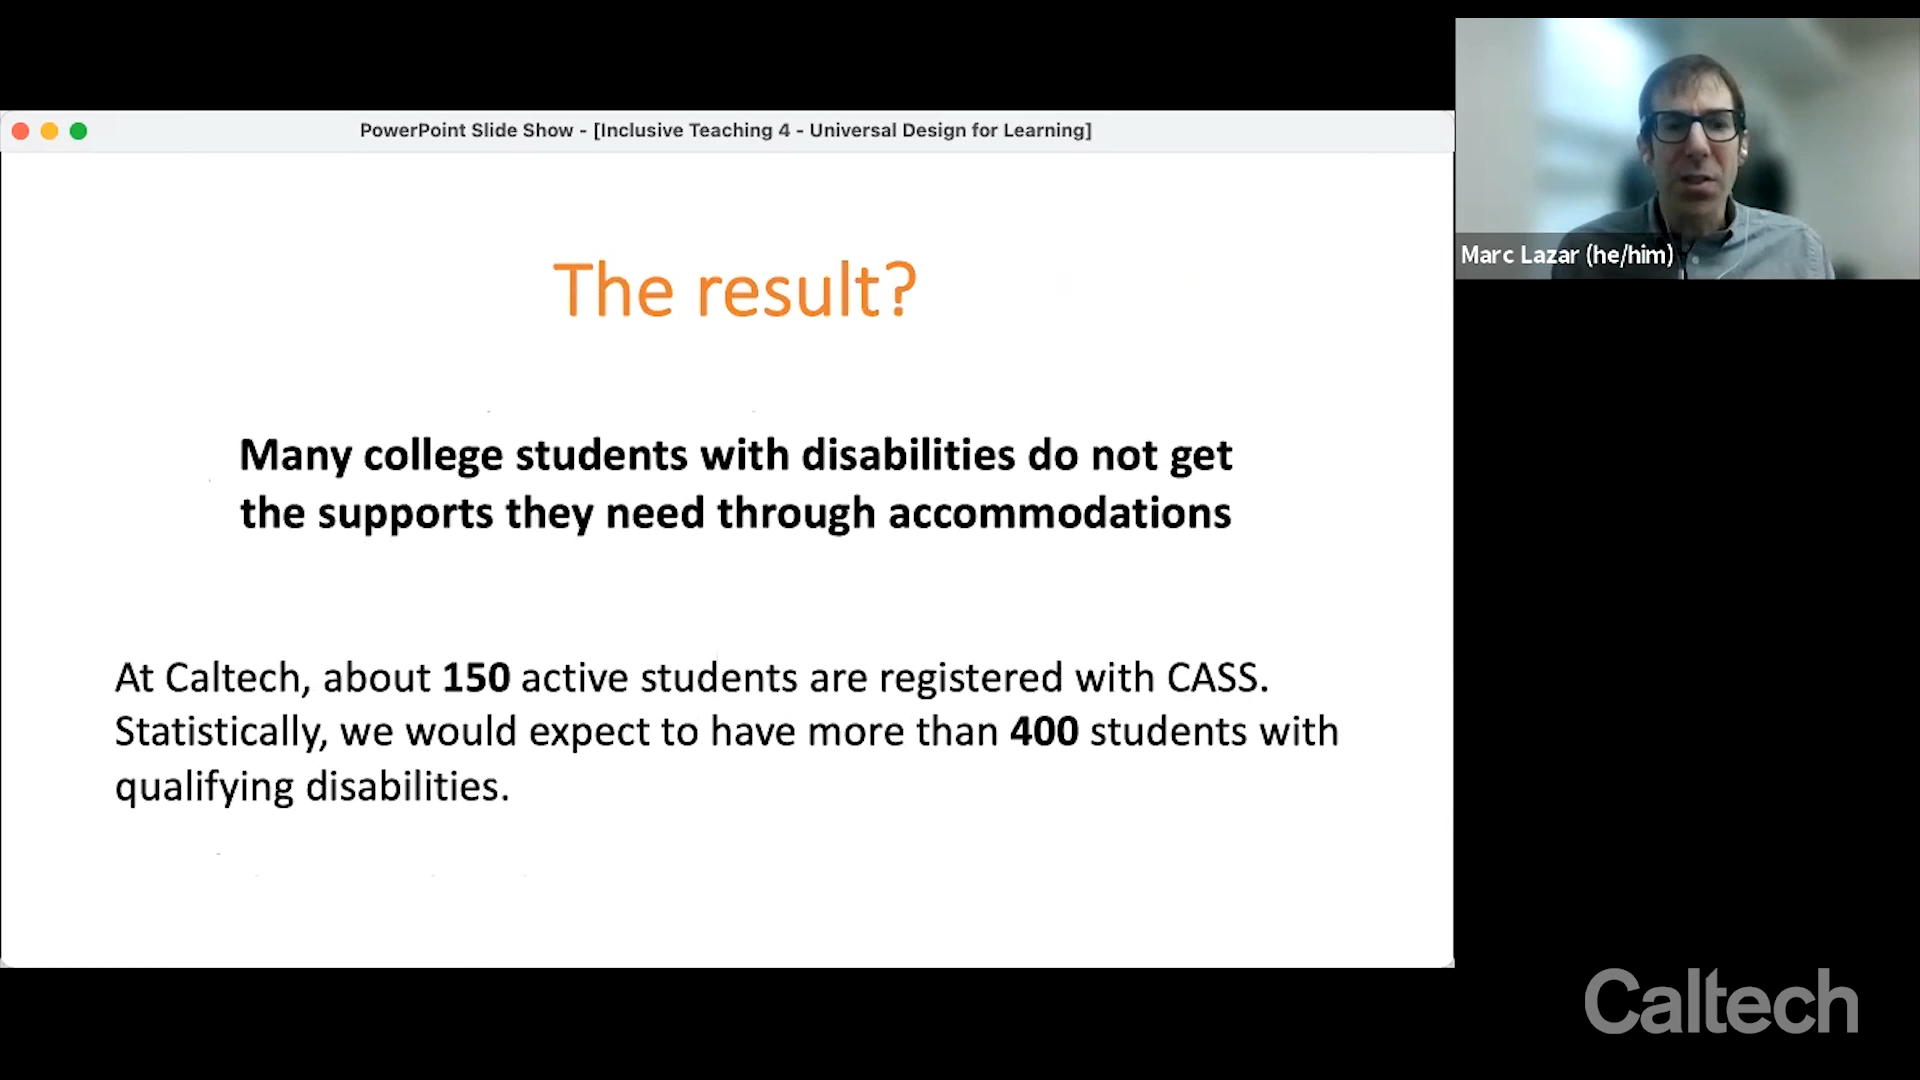 PowerPoint Slide Show - [Inclusive Teaching 4 - Universal Design for Learning]
Marc Lazar (he/him)
The result?
Many college students with disabilities do not get
the supports they need through accommodations
At Caltech, about 150 active students are registered with CASS.
Statistically, we would expect to have more than 400 students with
qualifying disabilities.
Caltech